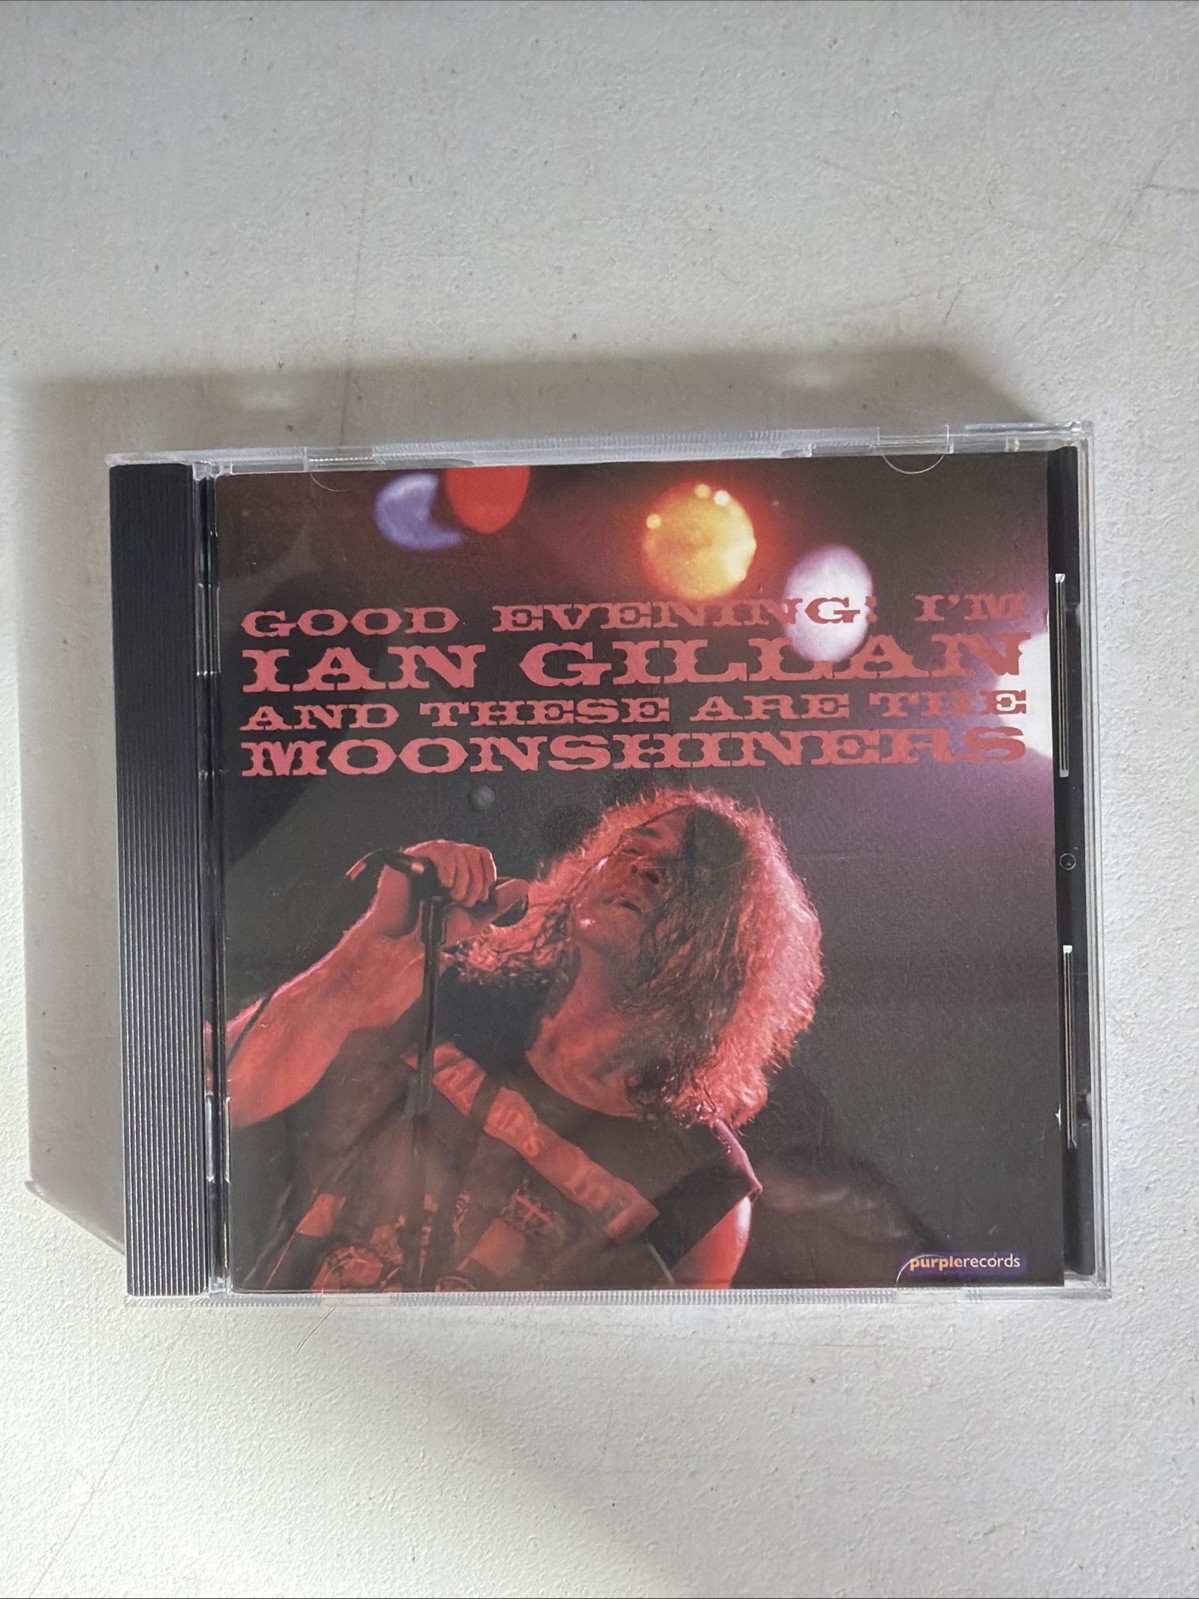 GOOD EVENING! I'M
IAN GILLAN
AND THESE ARE THE
MOONSHINERS
purplerecords